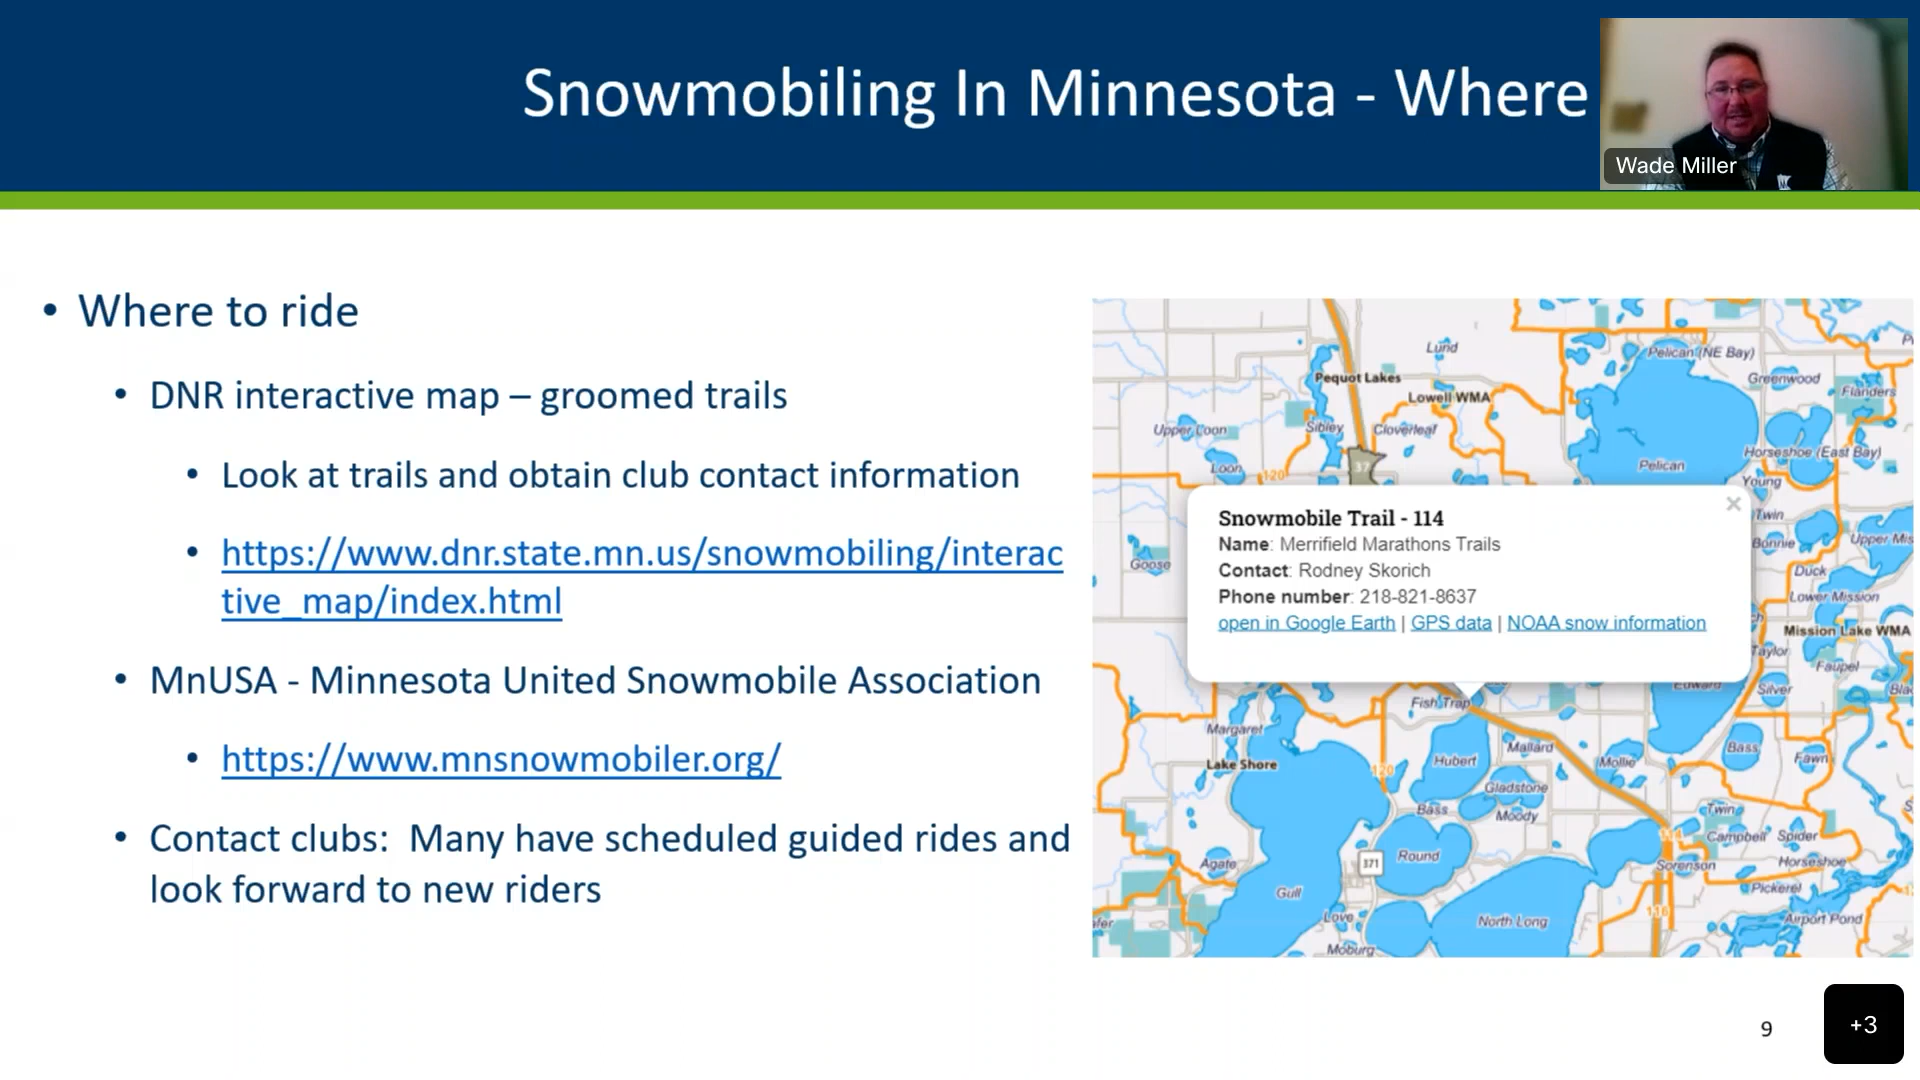 Snowmobiling In Minnesota - Where
Wade Miller
• Where to ride
• DNR interactive map – groomed trails
• Look at trails and obtain club contact information
• https://www.dnr.state.mn.us/snowmobiling/interac
tive_map/index.html
• MnUSA - Minnesota United Snowmobile Association
• https://www.mnsnowmobiler.org/
• Contact clubs:  Many have scheduled guided rides and
look forward to new riders
Lund
Pelican (NE Bay)
Pequot Lakes
Greenwood
Flanders
Lowell WMA
Upper Loon
Sibley
Cloverleaf
Horseshoe (East Bay)
Loon
120
37
Pelican
Young
Snowmobile Trail - 114
×
Name: Merrifield Marathons Trails
Contact: Rodney Skorich
Phone number: 218-821-8637
open in Google Earth | GPS data | NOAA snow information
Twin
Bonnie
Upper Mis
Goose
Duck
Lower Mission
Mission Lake WMA
Taylor
Faupel
Edward
Silver
Fish Trap
Margaret
Mallard
Bass
Fawn
Lake Shore
120
Hubert
Mollie
Gladstone
Bass
Moody
Twin
114
Campbell
Spider
371
Round
Agate
Sorenson
Horseshoe
Gull
Pickerel
116
Love
North Long
Airport Pond
Moburg
9
+3